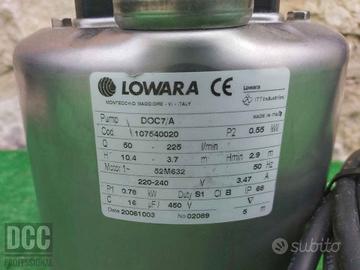 LOWARA CE
Lowara
ITT Industries
MONTECCHIO MAGGIORE - VI - ITALY
MADE IN ITALY
Pump DOC7/A
Cod 107540020 P2 0.55 kW
Q 50 - 225 l/min
H 10.4 - 3.7 m Hmin 2.9 m
Motor 1~ 52M632 50 Hz
220-240 V 3.47 A
P1 0.78 kW Duty S1 Cl B IP 68
C 16 µF / 450 V 5 m
Date 20061003 No 02089
DCC
PROFESSIONAL
subito